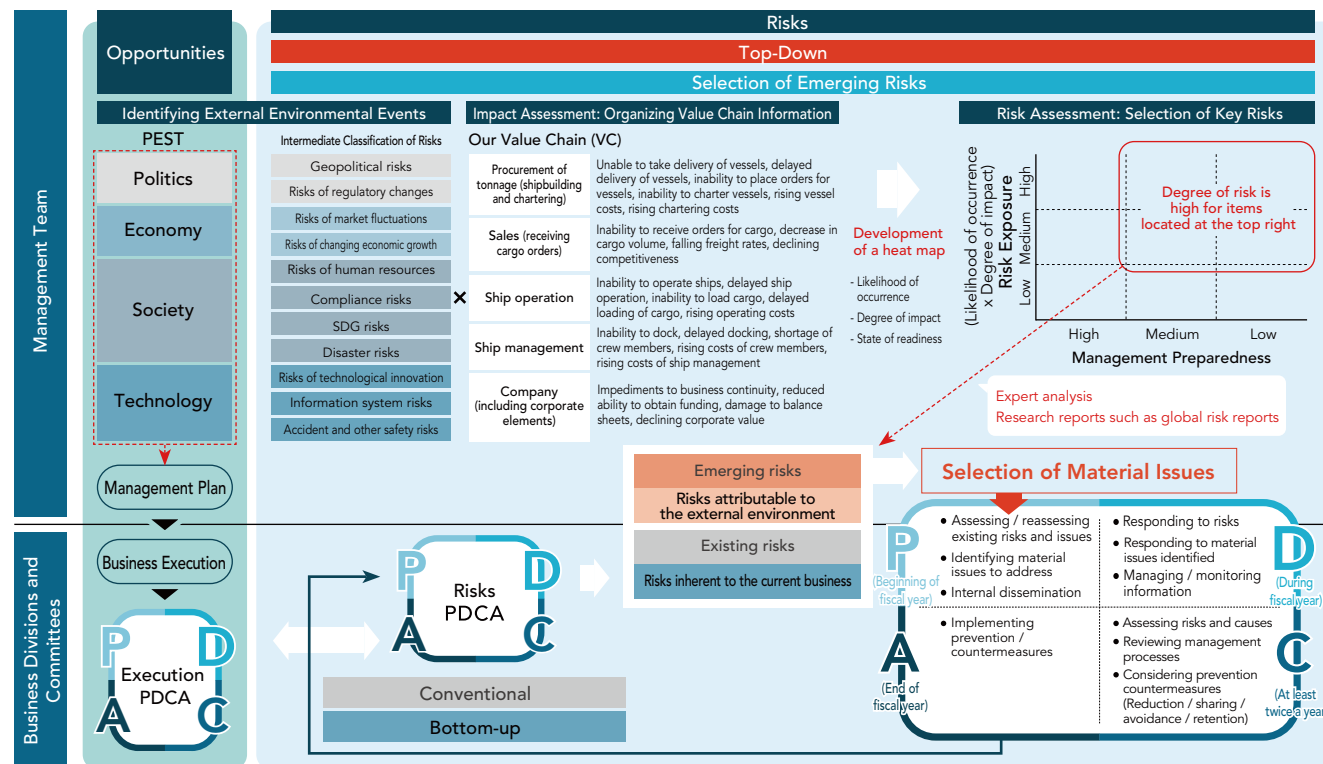 Management Team
Opportunities
Risks
Top-Down
Selection of Emerging Risks
Identifying External Environmental Events
PEST
Politics
Economy
Society
Technology
Intermediate Classification of Risks
Geopolitical risks
Risks of regulatory changes
Risks of market fluctuations
Risks of changing economic growth
Risks of human resources
Compliance risks
SDG risks
Disaster risks
Risks of technological innovation
Information system risks
Accident and other safety risks
×
Impact Assessment: Organizing Value Chain Information
Our Value Chain (VC)
Procurement of
tonnage (shipbuilding
and chartering)
Unable to take delivery of vessels, delayed
delivery of vessels, inability to place orders for
vessels, inability to charter vessels, rising vessel
costs, rising chartering costs
Sales (receiving
cargo orders)
Inability to receive orders for cargo, decrease in
cargo volume, falling freight rates, declining
competitiveness
Ship operation
Inability to operate ships, delayed ship
operation, inability to load cargo, delayed
loading of cargo, rising operating costs
Ship management
Inability to dock, delayed docking, shortage of
crew members, rising costs of crew members,
rising costs of ship management
Company
(including corporate
elements)
Impediments to business continuity, reduced
ability to obtain funding, damage to balance
sheets, declining corporate value
Development
of a heat map
- Likelihood of
occurrence
- Degree of impact
- State of readiness
Risk Assessment: Selection of Key Risks
(Likelihood of occurrence
x Degree of impact)
Risk Exposure
High
Medium
Low
Degree of risk is
high for items
located at the top right
High
Medium
Low
Management Preparedness
Expert analysis
Research reports such as global risk reports
Management Plan
Emerging risks
Risks attributable to
the external environment
Existing risks
Risks inherent to the current business
Selection of Material Issues
Business Divisions and
Committees
Business Execution
P
D
Execution
PDCA
A
C
P
D
Risks
PDCA
A
C
Conventional
Bottom-up
P
(Beginning of
fiscal year)
• Assessing / reassessing
existing risks and issues
• Identifying material
issues to address
• Internal dissemination
• Responding to risks
• Responding to material
issues identified
• Managing / monitoring
information
D
(During
fiscal year)
A
(End of
fiscal year)
• Implementing
prevention /
countermeasures
• Assessing risks and causes
• Reviewing management
processes
• Considering prevention
countermeasures
(Reduction / sharing /
avoidance / retention)
C
(At least
twice a year